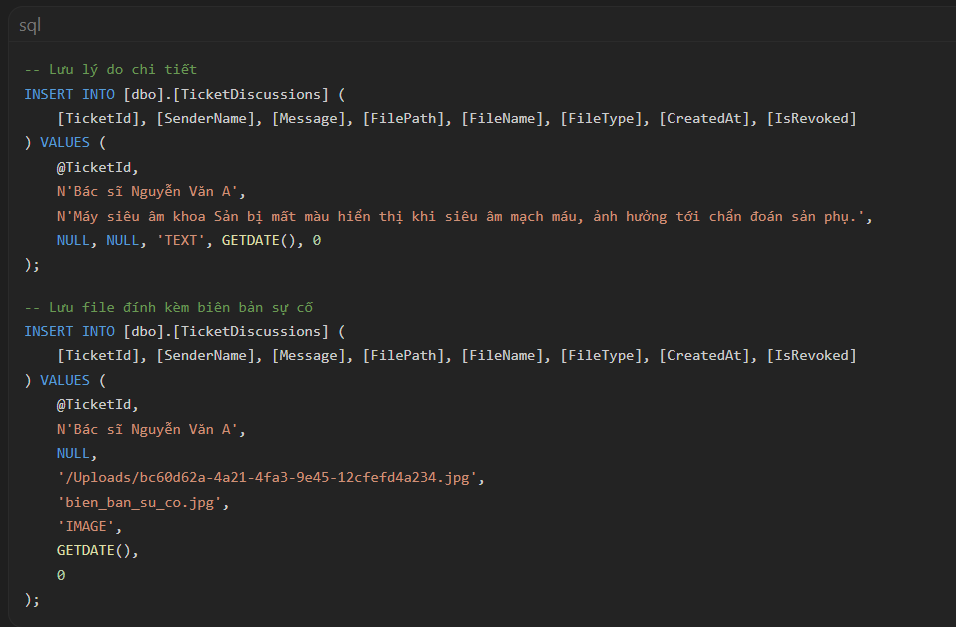 sql
-- Lưu lý do chi tiết
INSERT INTO [dbo].[TicketDiscussions] (
    [TicketId], [SenderName], [Message], [FilePath], [FileName], [FileType], [CreatedAt], [IsRevoked]
) VALUES (
    @TicketId,
    N'Bác sĩ Nguyễn Văn A',
    N'Máy siêu âm khoa Sản bị mất màu hiển thị khi siêu âm mạch máu, ảnh hưởng tới chẩn đoán sản phụ.',
    NULL, NULL, 'TEXT', GETDATE(), 0
);
-- Lưu file đính kèm biên bản sự cố
INSERT INTO [dbo].[TicketDiscussions] (
    [TicketId], [SenderName], [Message], [FilePath], [FileName], [FileType], [CreatedAt], [IsRevoked]
) VALUES (
    @TicketId,
    N'Bác sĩ Nguyễn Văn A',
    NULL,
    '/Uploads/bc60d62a-4a21-4fa3-9e45-12cfefd4a234.jpg',
    'bien_ban_su_co.jpg',
    'IMAGE',
    GETDATE(),
    0
);